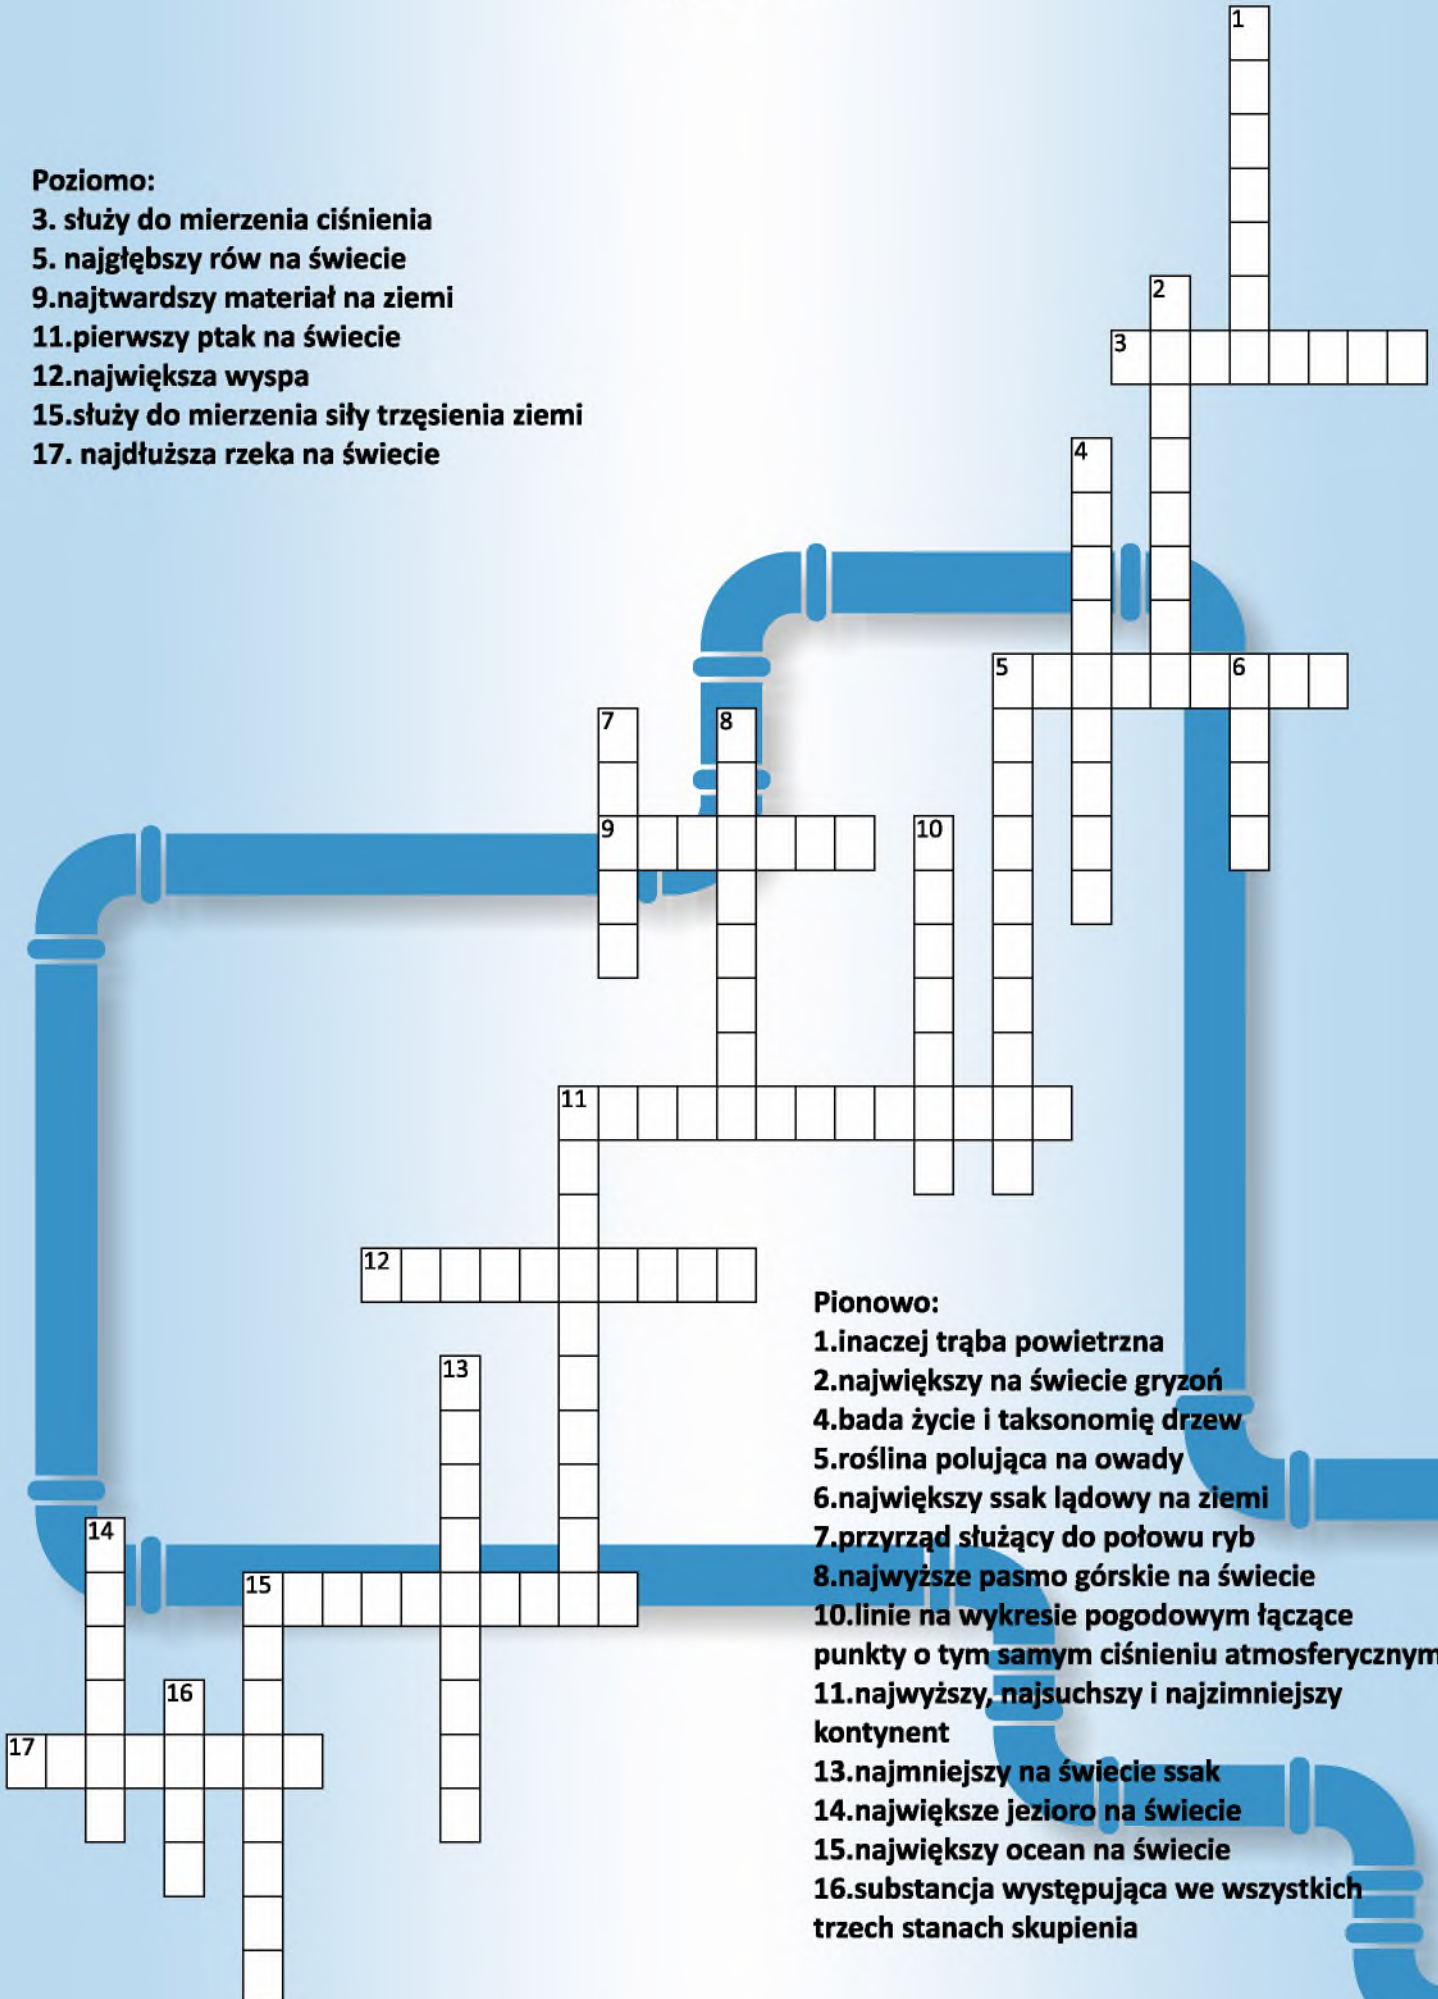 1
Poziomo:
3. służy do mierzenia ciśnienia
5. najgłębszy rów na świecie
9.najtwardszy materiał na ziemi
11.pierwszy ptak na świecie
12.największa wyspa
15.służy do mierzenia siły trzęsienia ziemi
17. najdłuższa rzeka na świecie
2
3
4
5
6
7
8
9
10
11
12
13
14
15
16
17
Pionowo:
1.inaczej trąba powietrzna
2.największy na świecie gryzoń
4.bada życie i taksonomię drzew
5.roślina polująca na owady
6.największy ssak lądowy na ziemi
7.przyrząd służący do połowu ryb
8.najwyższe pasmo górskie na świecie
10.linie na wykresie pogodowym łączące
punkty o tym samym ciśnieniu atmosferycznym
11.najwyższy, najsuchszy i najzimniejszy
kontynent
13.najmniejszy na świecie ssak
14.największe jezioro na świecie
15.największy ocean na świecie
16.substancja występująca we wszystkich
trzech stanach skupienia